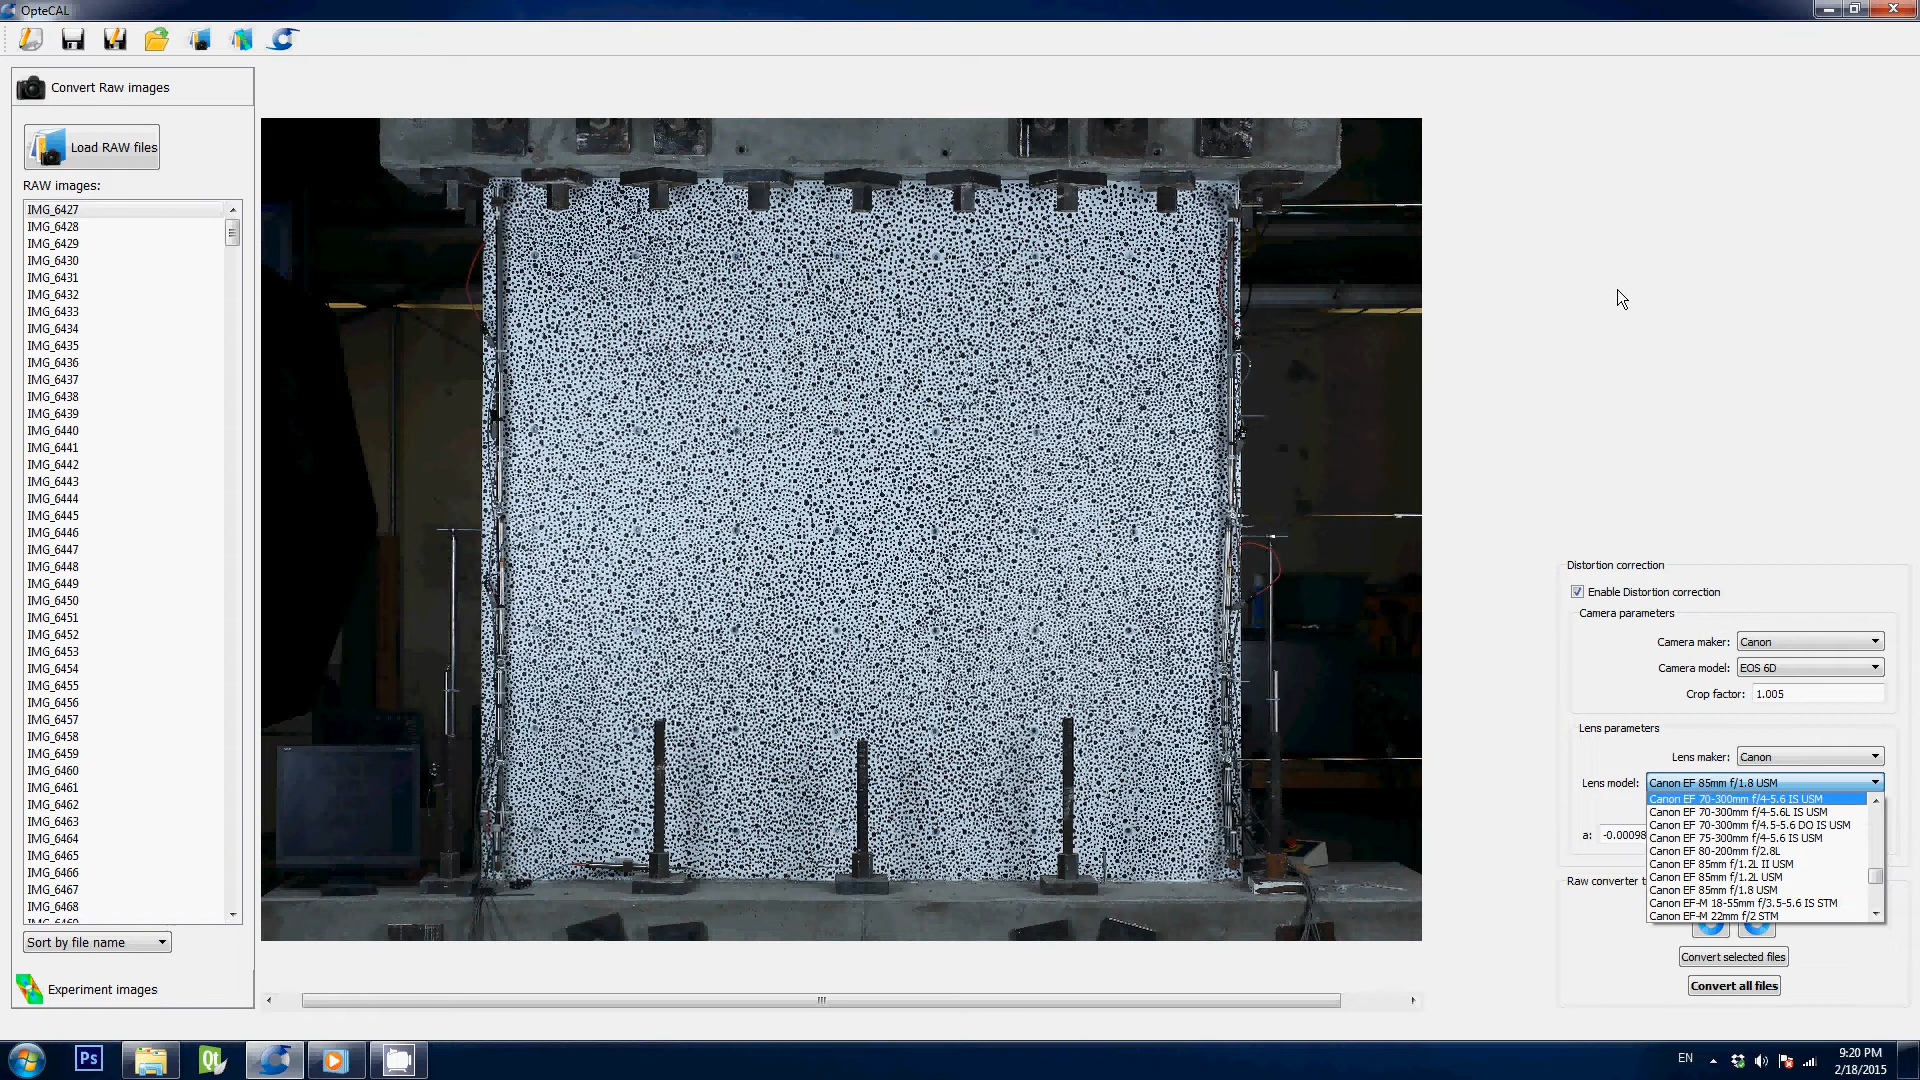 OpteCAL
Convert Raw images
Load RAW files
RAW images:
IMG_6427
IMG_6428
IMG_6429
IMG_6430
IMG_6431
IMG_6432
IMG_6433
IMG_6434
IMG_6435
IMG_6436
IMG_6437
IMG_6438
IMG_6439
IMG_6440
IMG_6441
IMG_6442
IMG_6443
IMG_6444
IMG_6445
IMG_6446
IMG_6447
IMG_6448
IMG_6449
IMG_6450
IMG_6451
IMG_6452
IMG_6453
IMG_6454
IMG_6455
IMG_6456
IMG_6457
IMG_6458
IMG_6459
IMG_6460
IMG_6461
IMG_6462
IMG_6463
IMG_6464
IMG_6465
IMG_6466
IMG_6467
IMG_6468
IMG_6469
Sort by file name
Experiment images
Distortion correction
Enable Distortion correction
Camera parameters
Camera maker: Canon
Camera model: EOS 6D
Crop factor: 1.005
Lens parameters
Lens maker: Canon
Lens model: Canon EF 85mm f/1.8 USM
Canon EF 70-300mm f/4-5.6 IS USM
Canon EF 70-300mm f/4-5.6L IS USM
Canon EF 70-300mm f/4.5-5.6 DO IS USM
Canon EF 75-300mm f/4-5.6 IS USM
Canon EF 80-200mm f/2.8L
Canon EF 85mm f/1.2L II USM
Canon EF 85mm f/1.2L USM
Canon EF 85mm f/1.8 USM
Canon EF-M 18-55mm f/3.5-5.6 IS STM
Canon EF-M 22mm f/2 STM
a: -0.00098
Raw converter t
Convert selected files
Convert all files
Ps
Qt
EN
9:20 PM
2/18/2015